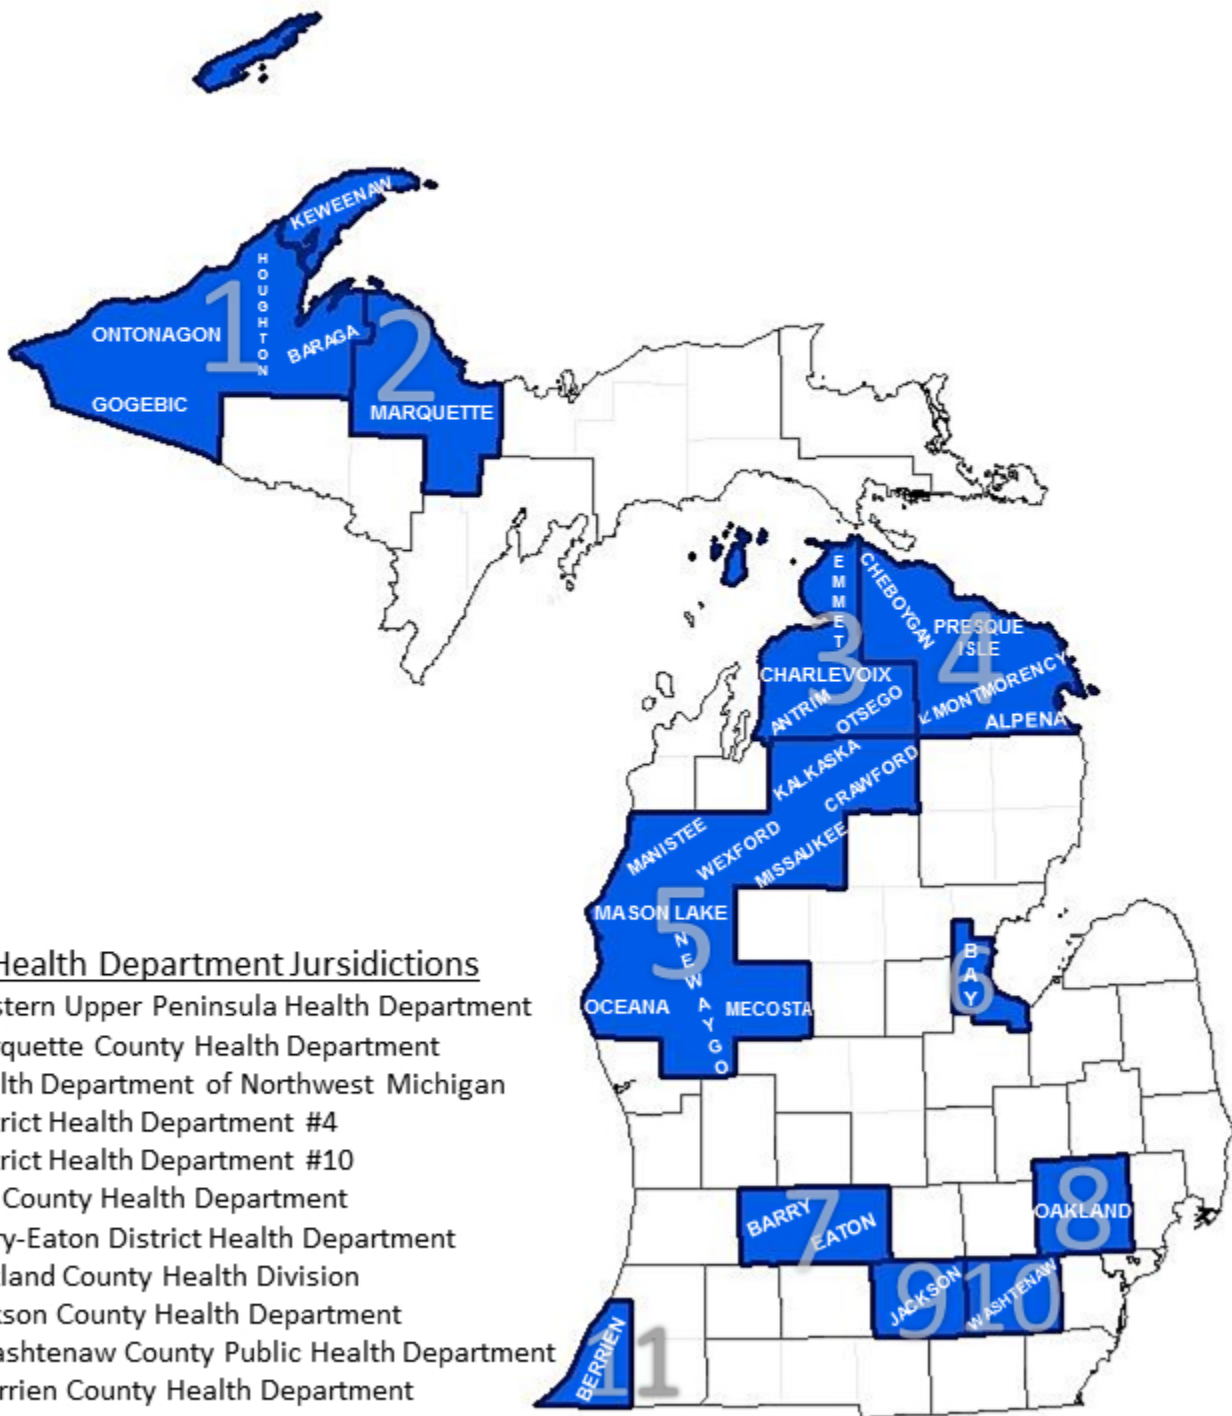 KEWEENAW
HOUGHTON
1
ONTONAGON
BARAGA
2
GOGEBIC
MARQUETTE
EMMET
CHEBOYGAN
3
4
PRESQUE
ISLE
CHARLEVOIX
MONTMORENCY
ANTRIM
OTSEGO
ALPENA
KALKASKA
CRAWFORD
MANISTEE
WEXFORD
MISSAUKEE
5
MASON LAKE
NEWAYGO
BAY
6
OCEANA
MECOSTA
Health Department Jursidictions
stern Upper Peninsula Health Department
rquette County Health Department
lth Department of Northwest Michigan
rict Health Department #4
rict Health Department #10
County Health Department
ry-Eaton District Health Department
kland County Health Division
kson County Health Department
ashtenaw County Public Health Department
rrien County Health Department
7
BARRY
EATON
8
OAKLAND
9
JACKSON
10
WASHTENAW
11
BERRIEN